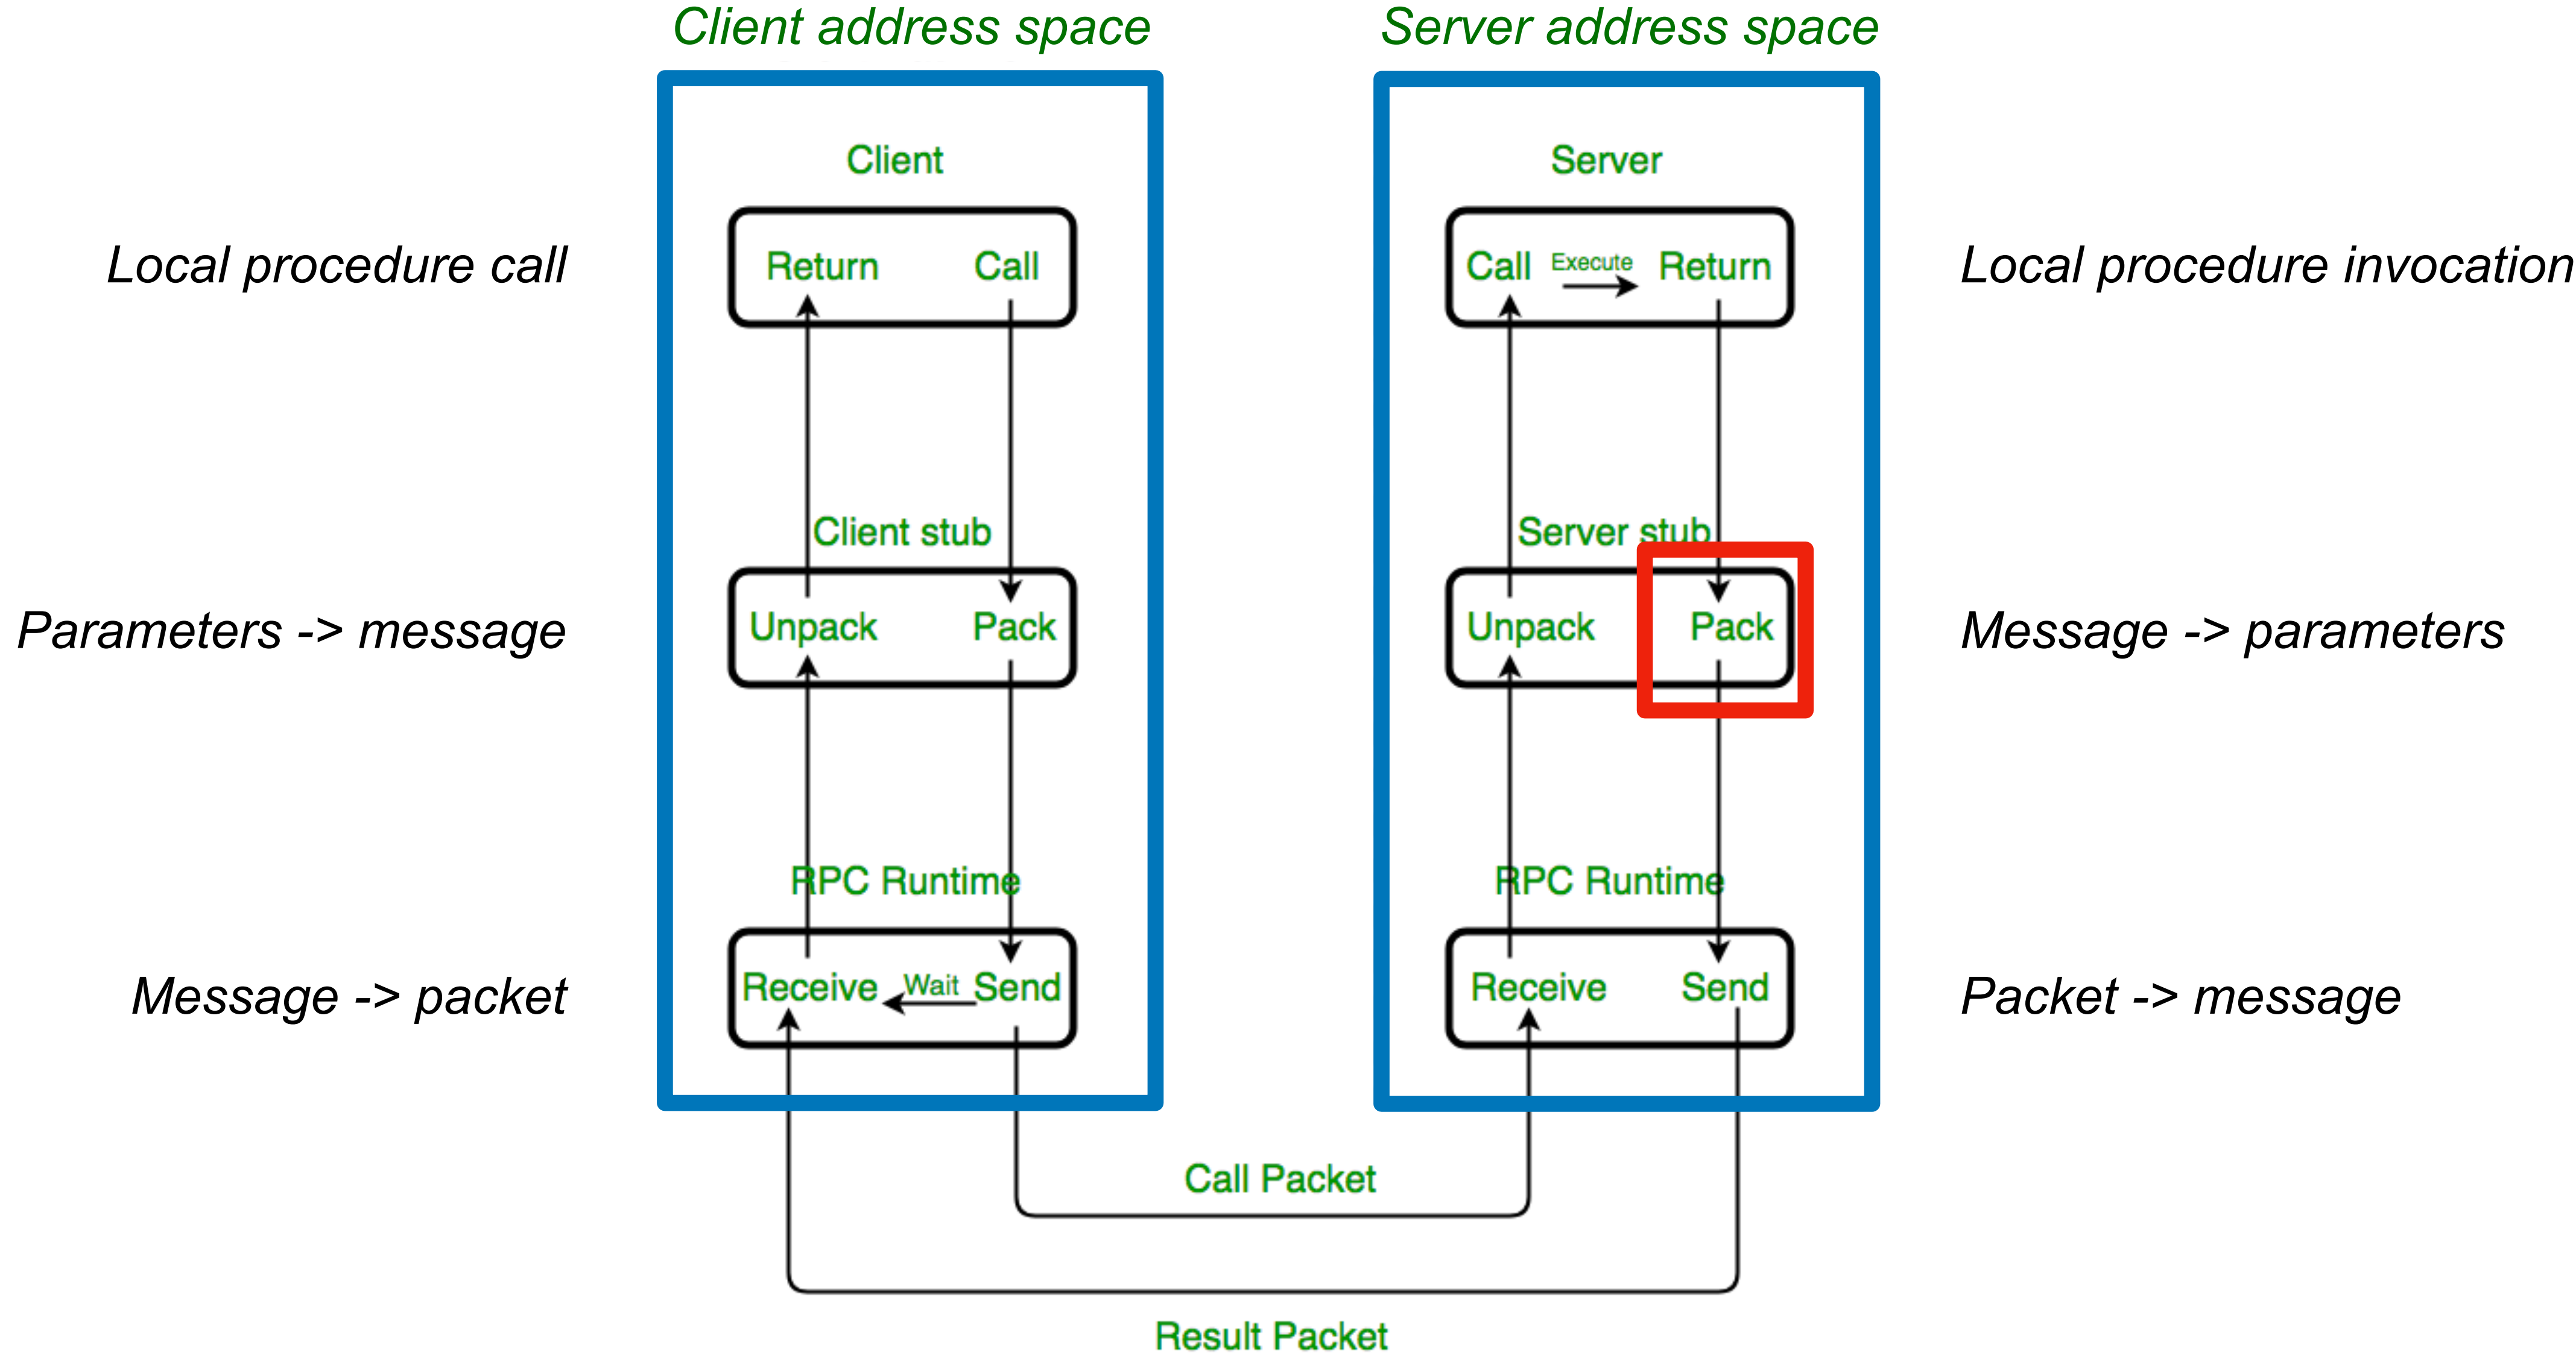 Client address space
Server address space
Client
Server
Local procedure call
Return
Call
Call
Execute
Return
Local procedure invocation
Client stub
Server stub
Parameters -> message
Unpack
Pack
Unpack
Pack
Message -> parameters
RPC Runtime
RPC Runtime
Message -> packet
Receive
Wait
Send
Receive
Send
Packet -> message
Call Packet
Result Packet